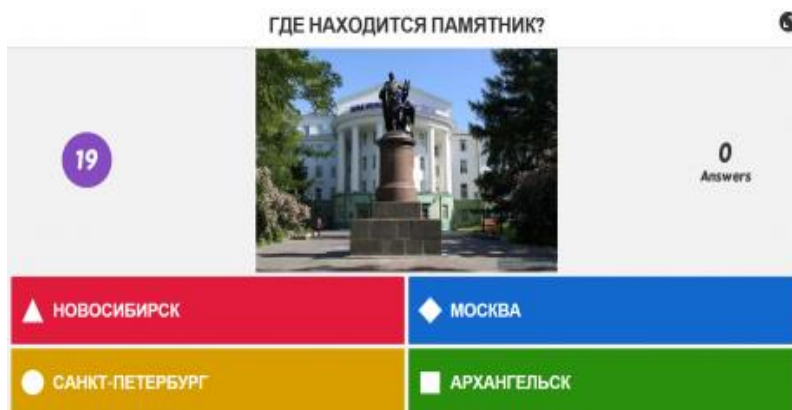 ГДЕ НАХОДИТСЯ ПАМЯТНИК?
19
0
Answers
НОВОСИБИРСК
МОСКВА
САНКТ-ПЕТЕРБУРГ
АРХАНГЕЛЬСК